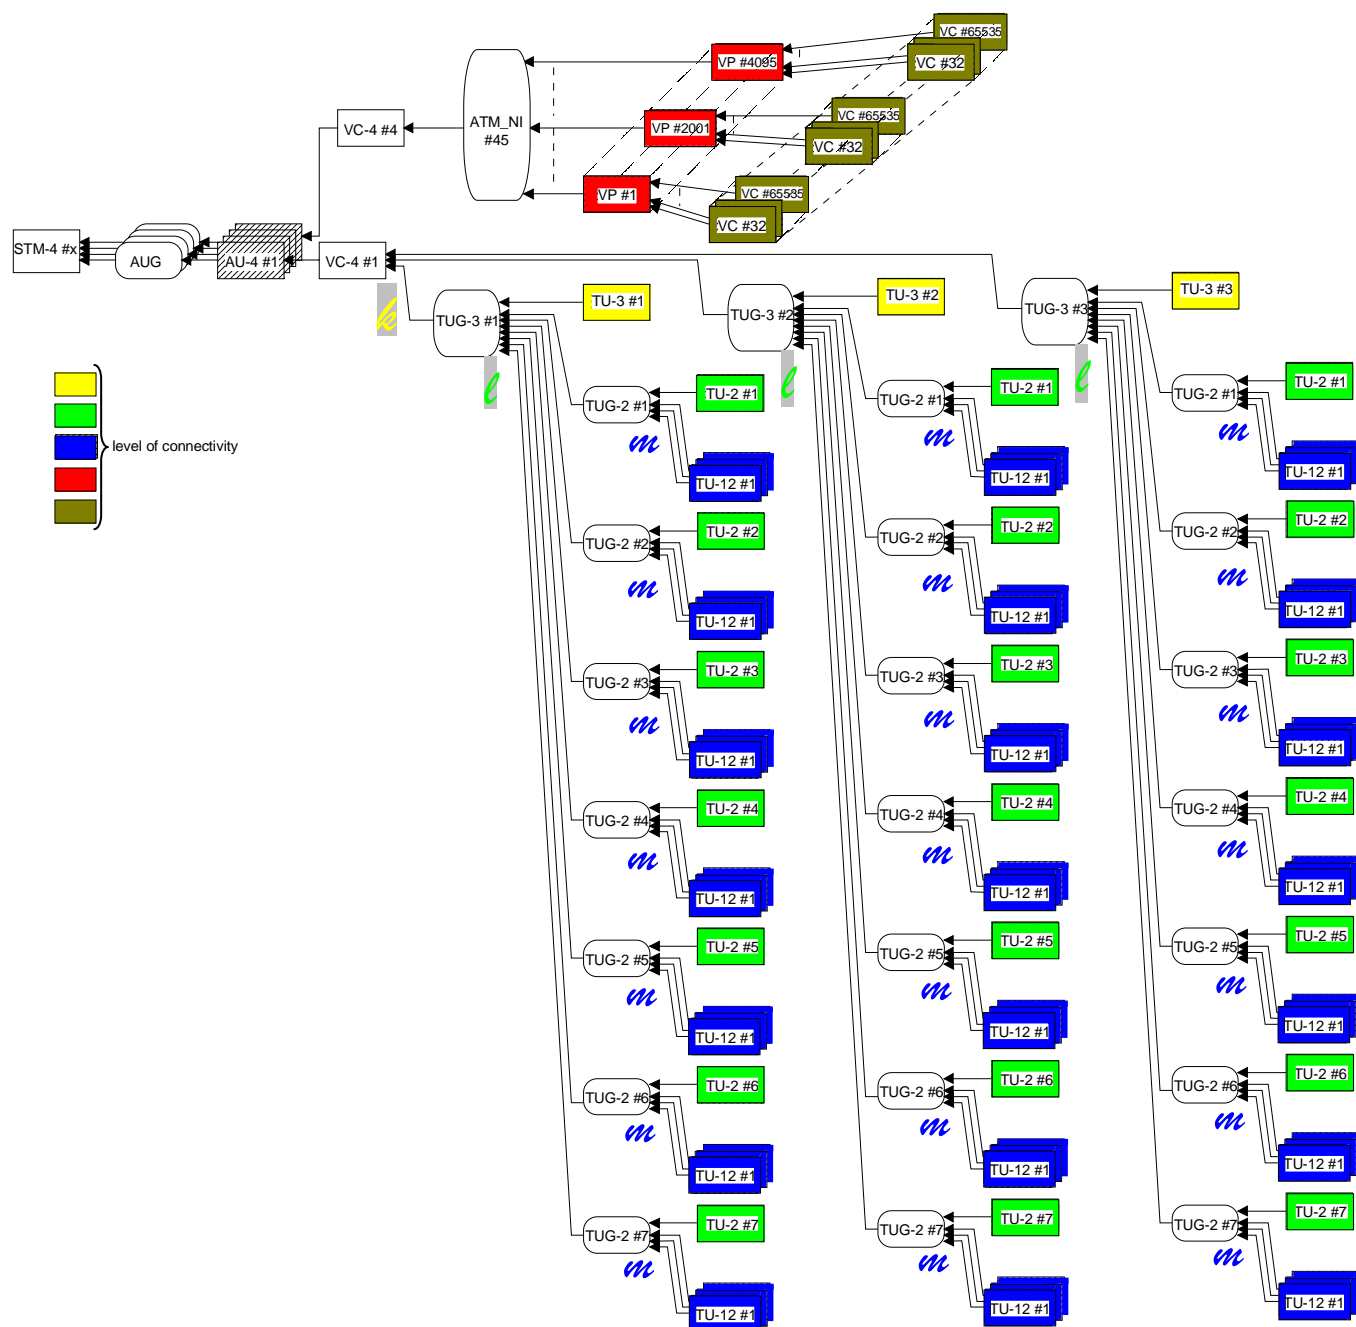 VC #65535
VP #4095
VC #32
ATM_NI
#45
VC-4 #4
VP #2001
VC #65535
VC #32
VP #1
VC #65535
VC #32
STM-4 #x
AUG
AU-4 #1
VC-4 #1
k
TUG-3 #1
TU-3 #1
l
TUG-3 #2
TU-3 #2
l
TUG-3 #3
TU-3 #3
l
level of connectivity
TUG-2 #1
TU-2 #1
m
TU-12 #1
TUG-2 #2
TU-2 #2
m
TU-12 #1
TUG-2 #3
TU-2 #3
m
TU-12 #1
TUG-2 #4
TU-2 #4
m
TU-12 #1
TUG-2 #5
TU-2 #5
m
TU-12 #1
TUG-2 #6
TU-2 #6
m
TU-12 #1
TUG-2 #7
TU-2 #7
m
TU-12 #1
TUG-2 #1
TU-2 #1
m
TU-12 #1
TUG-2 #2
TU-2 #2
m
TU-12 #1
TUG-2 #3
TU-2 #3
m
TU-12 #1
TUG-2 #4
TU-2 #4
m
TU-12 #1
TUG-2 #5
TU-2 #5
m
TU-12 #1
TUG-2 #6
TU-2 #6
m
TU-12 #1
TUG-2 #7
TU-2 #7
m
TU-12 #1
TUG-2 #1
TU-2 #1
m
TU-12 #1
TUG-2 #2
TU-2 #2
m
TU-12 #1
TUG-2 #3
TU-2 #3
m
TU-12 #1
TUG-2 #4
TU-2 #4
m
TU-12 #1
TUG-2 #5
TU-2 #5
m
TU-12 #1
TUG-2 #6
TU-2 #6
m
TU-12 #1
TUG-2 #7
TU-2 #7
m
TU-12 #1